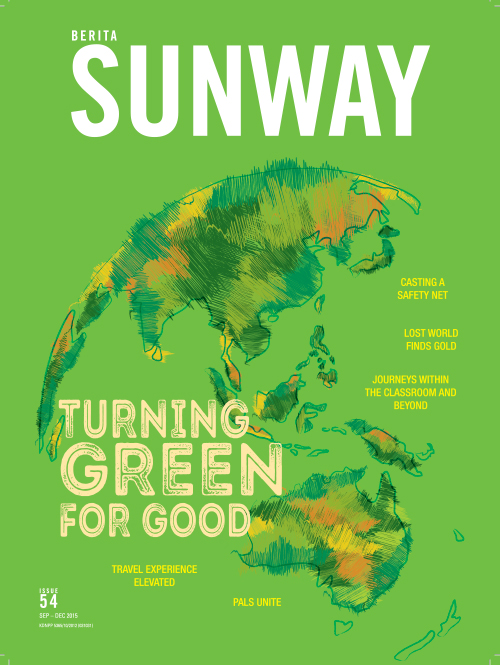 BERITA
SUNWAY
CASTING A
SAFETY NET
LOST WORLD
FINDS GOLD
JOURNEYS WITHIN
THE CLASSROOM AND
BEYOND
TURNING
GREEN
FOR GOOD
TRAVEL EXPERIENCE
ELEVATED
PALS UNITE
ISSUE
54
SEP – DEC 2015